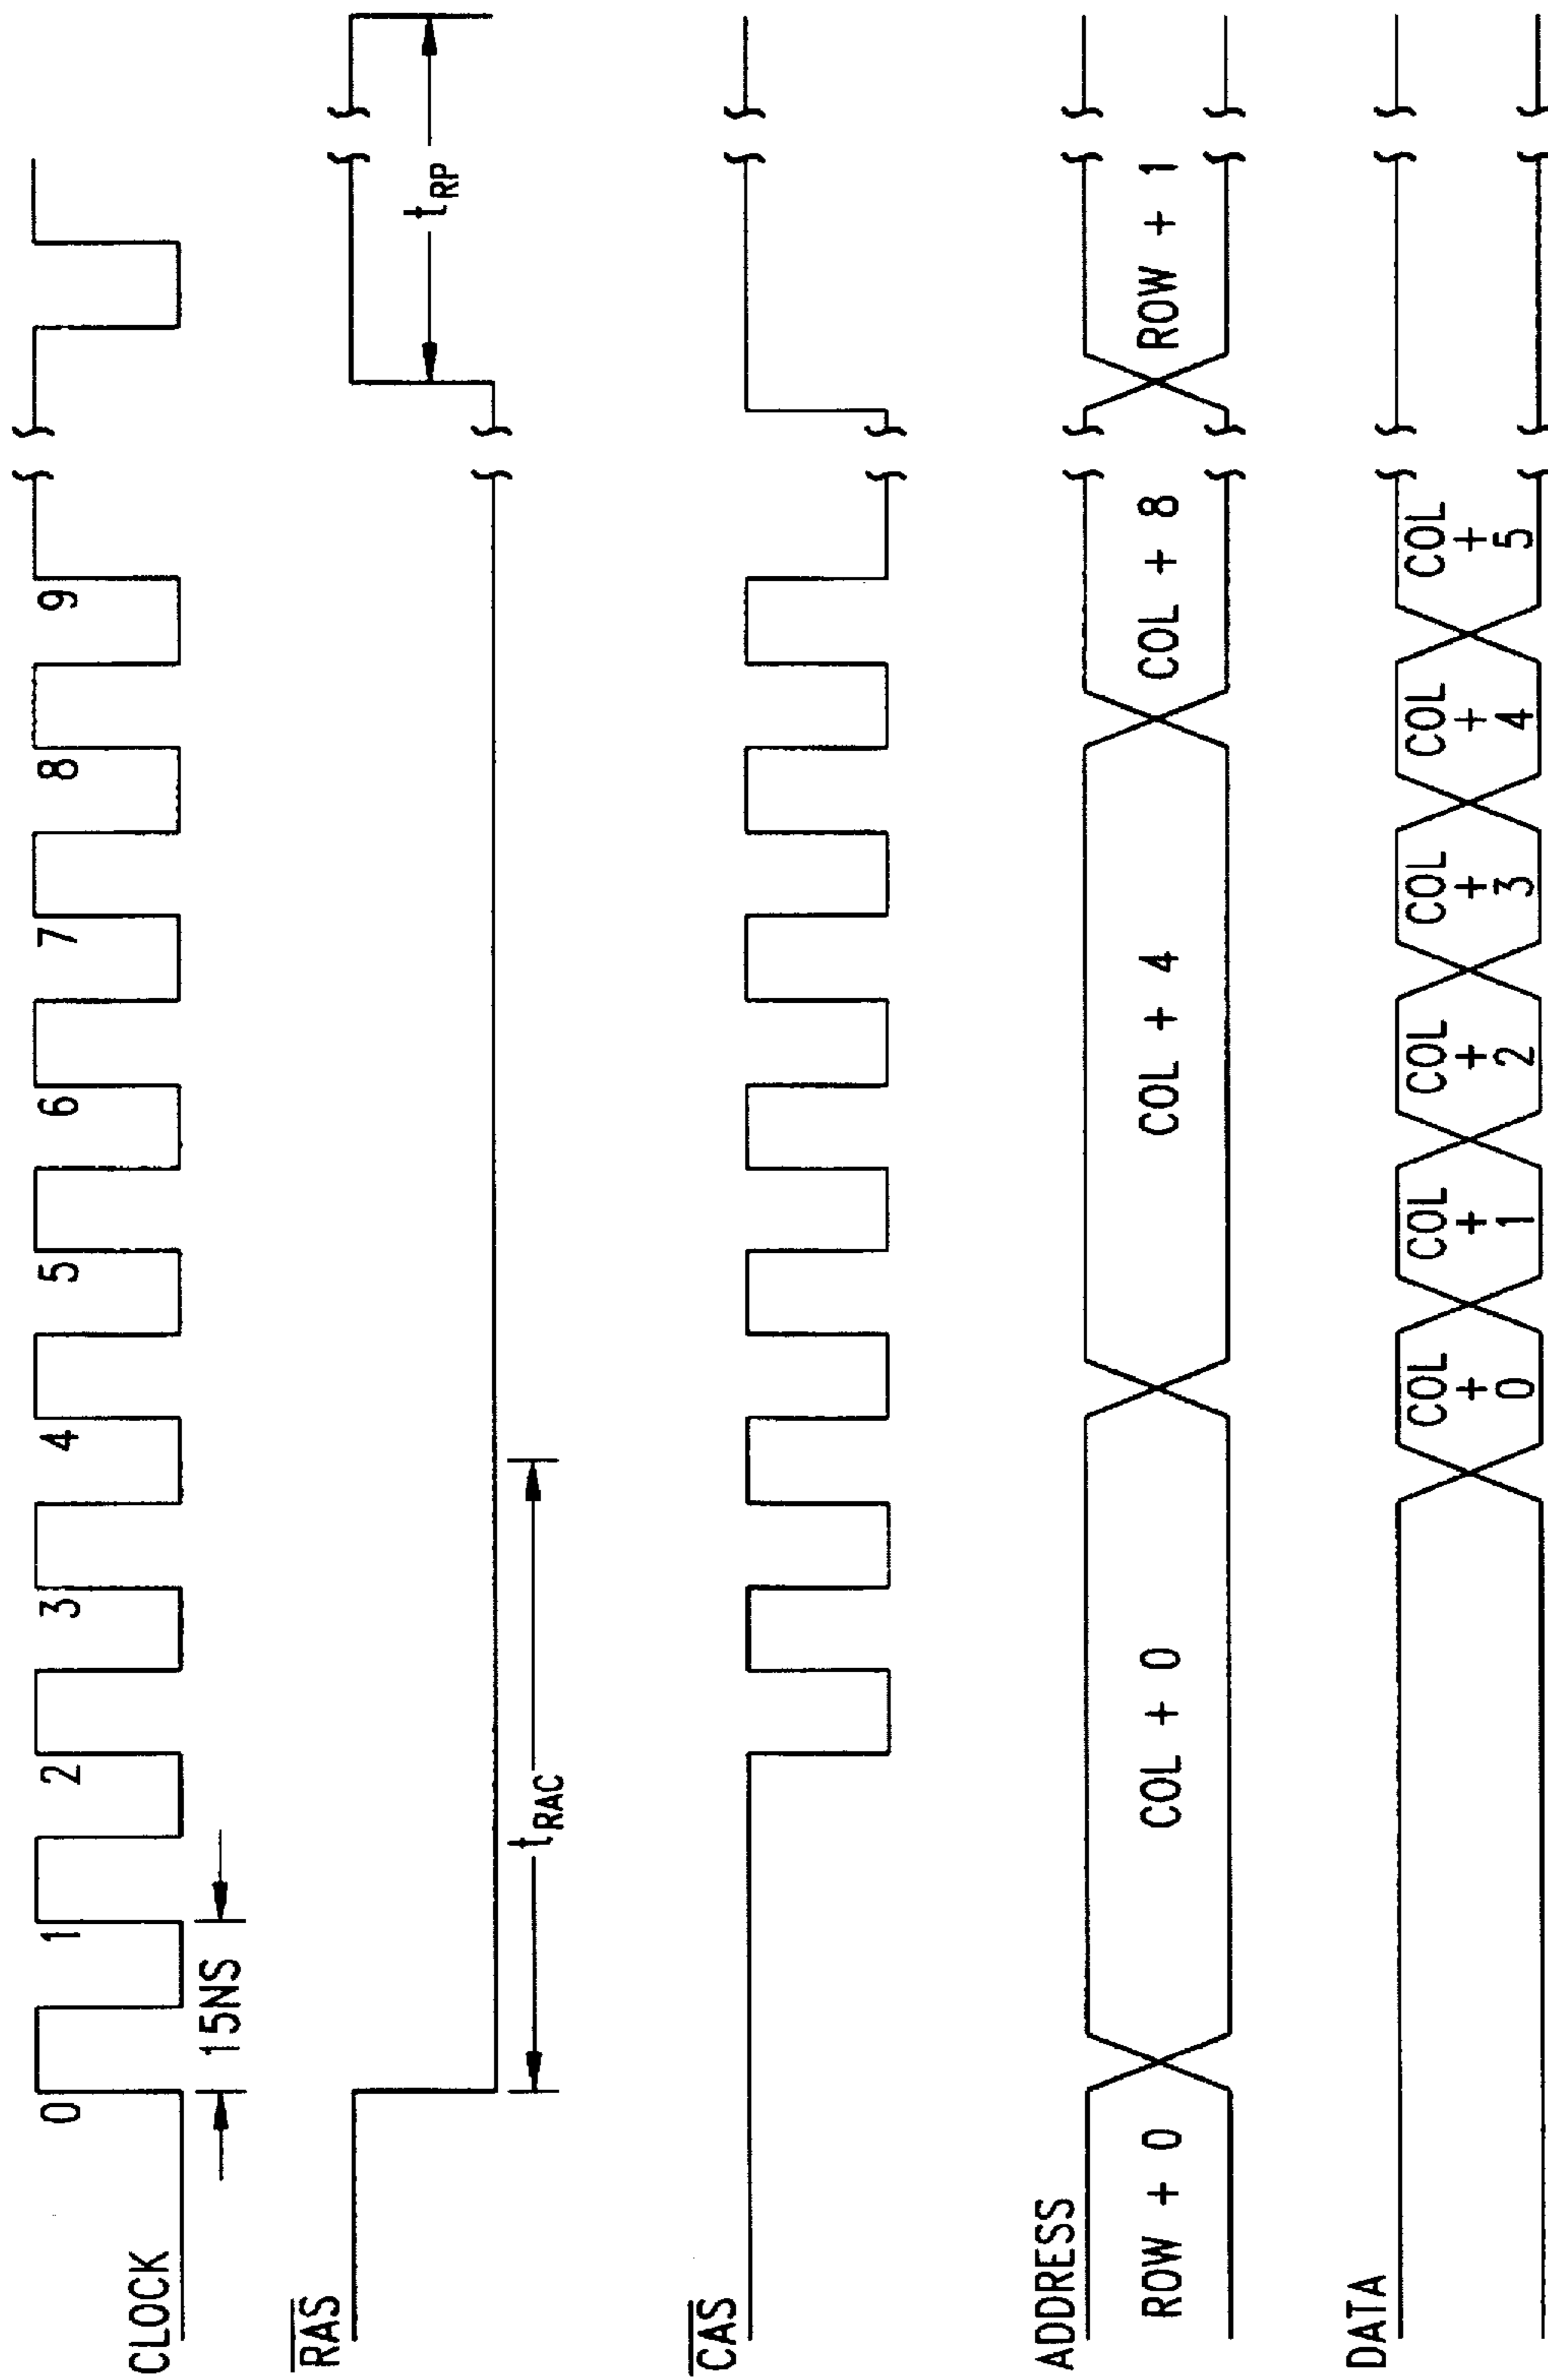 CLOCK
0 1 2 3 4 5 6 7 8 9
15NS
RAS
tRAC
tRP
CAS
ADDRESS
ROW + 0
COL + 0
COL + 4
COL + 8
ROW + 1
DATA
COL + 0
COL + 1
COL + 2
COL + 3
COL + 4
COL + 5